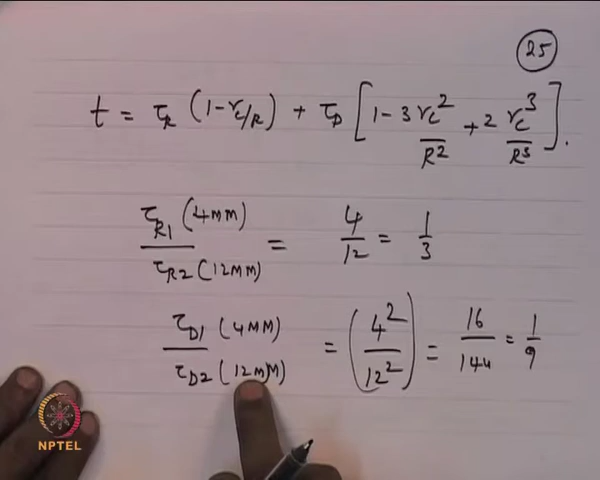 25
t = τR (1 - rc/R) + τD [1 - 3 rc²/R² + 2 rc³/R³].
τR1 (4MM) / τR2 (12MM) = 4/12 = 1/3
τD1 (4MM) / τD2 (12MM) = (4²/12²) = 16/144 = 1/9
NPTEL